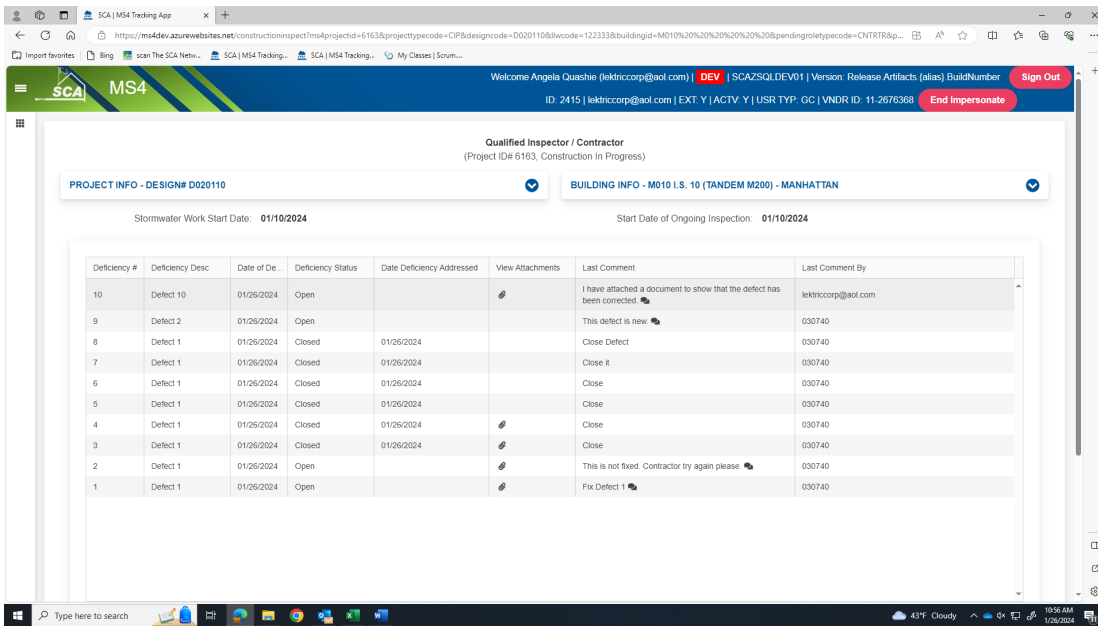 SCA | MS4 Tracking App
https://ms4dev.azurewebsites.net/constructioninspect?ms4projectid=6163&projecttypecode=CIP&designcode=D020110&llwcode=122333&buildingid=M010%20%20%20%20%20%20&pendingroletypecode=CNTRTR&p...
Import favorites Bing scan The SCA Netw... SCA | MS4 Tracking... SCA | MS4 Tracking... My Classes | Scrum...
SCA MS4
Welcome Angela Quashie (lektriccorp@aol.com) | DEV | SCAZSQLDEV01 | Version: Release.Artifacts.{alias} BuildNumber Sign Out
ID: 2415 | lektriccorp@aol.com | EXT: Y | ACTV: Y | USR TYP: GC | VNDR ID: 11-2676368 End Impersonate
Qualified Inspector / Contractor
(Project ID# 6163, Construction In Progress)
PROJECT INFO - DESIGN# D020110 BUILDING INFO - M010 I.S. 10 (TANDEM M200) - MANHATTAN
Stormwater Work Start Date: 01/10/2024 Start Date of Ongoing Inspection: 01/10/2024
Deficiency # Deficiency Desc Date of De... Deficiency Status Date Deficiency Addressed View Attachments Last Comment Last Comment By
10 Defect 10 01/26/2024 Open I have attached a document to show that the defect has been corrected. lektriccorp@aol.com
9 Defect 2 01/26/2024 Open This defect is new. 030740
8 Defect 1 01/26/2024 Closed 01/26/2024 Close Defect 030740
7 Defect 1 01/26/2024 Closed 01/26/2024 Close it 030740
6 Defect 1 01/26/2024 Closed 01/26/2024 Close 030740
5 Defect 1 01/26/2024 Closed 01/26/2024 Close 030740
4 Defect 1 01/26/2024 Closed 01/26/2024 Close 030740
3 Defect 1 01/26/2024 Closed 01/26/2024 Close 030740
2 Defect 1 01/26/2024 Open This is not fixed. Contractor try again please. 030740
1 Defect 1 01/26/2024 Open Fix Defect 1 030740
Type here to search 43°F Cloudy 10:56 AM
1/26/2024